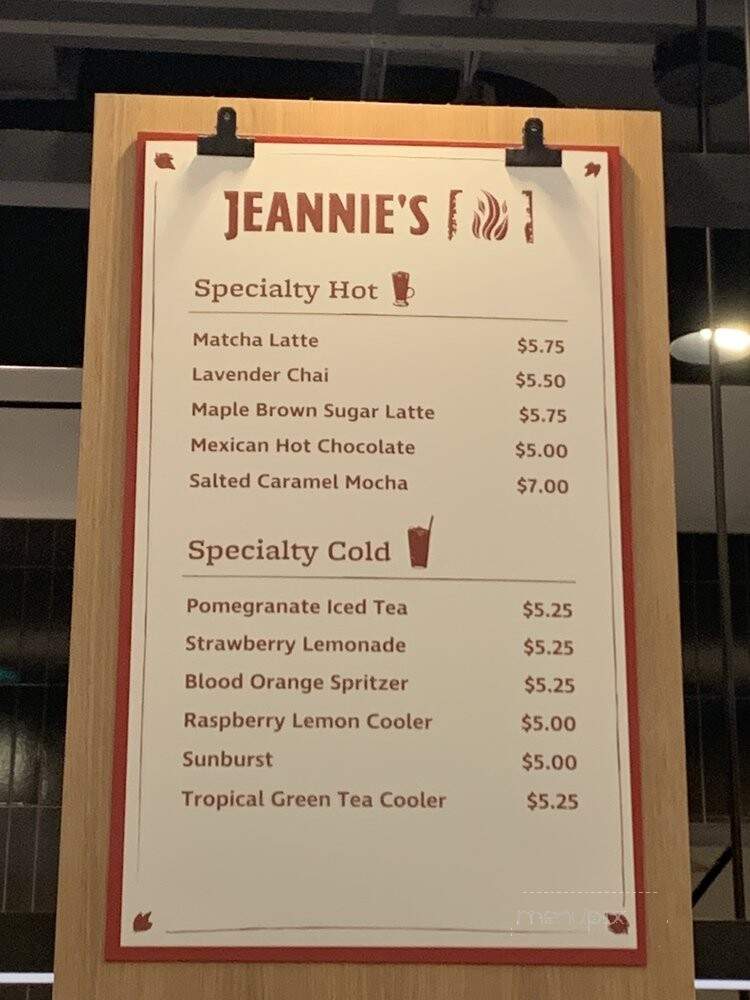 JEANNIE'S
Specialty Hot
Matcha Latte $5.75
Lavender Chai $5.50
Maple Brown Sugar Latte $5.75
Mexican Hot Chocolate $5.00
Salted Caramel Mocha $7.00
Specialty Cold
Pomegranate Iced Tea $5.25
Strawberry Lemonade $5.25
Blood Orange Spritzer $5.25
Raspberry Lemon Cooler $5.00
Sunburst $5.00
Tropical Green Tea Cooler $5.25
menupix